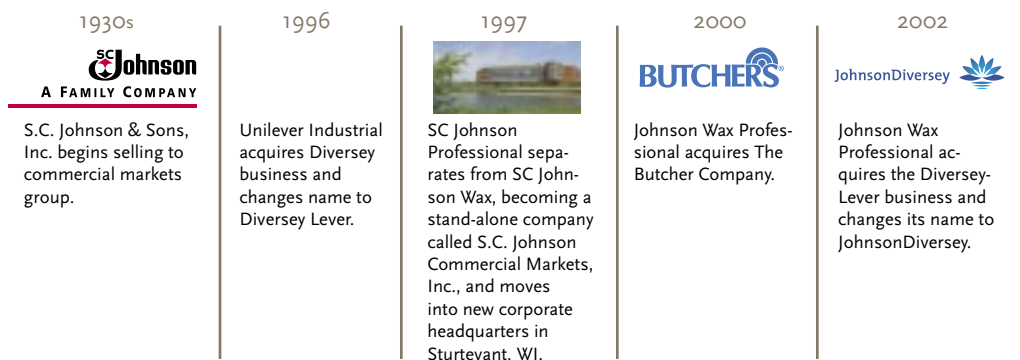 1930s
SC Johnson
A FAMILY COMPANY
S.C. Johnson & Sons,
Inc. begins selling to
commercial markets
group.
1996
Unilever Industrial
acquires Diversey
business and
changes name to
Diversey Lever.
1997
SC Johnson
Professional sepa-
rates from SC John-
son Wax, becoming a
stand-alone company
called S.C. Johnson
Commercial Markets,
Inc., and moves
into new corporate
headquarters in
Sturtevant, WI.
2000
BUTCHERS®
Johnson Wax Profes-
sional acquires The
Butcher Company.
2002
JohnsonDiversey
Johnson Wax
Professional ac-
quires the Diversey-
Lever business and
changes its name to
JohnsonDiversey.